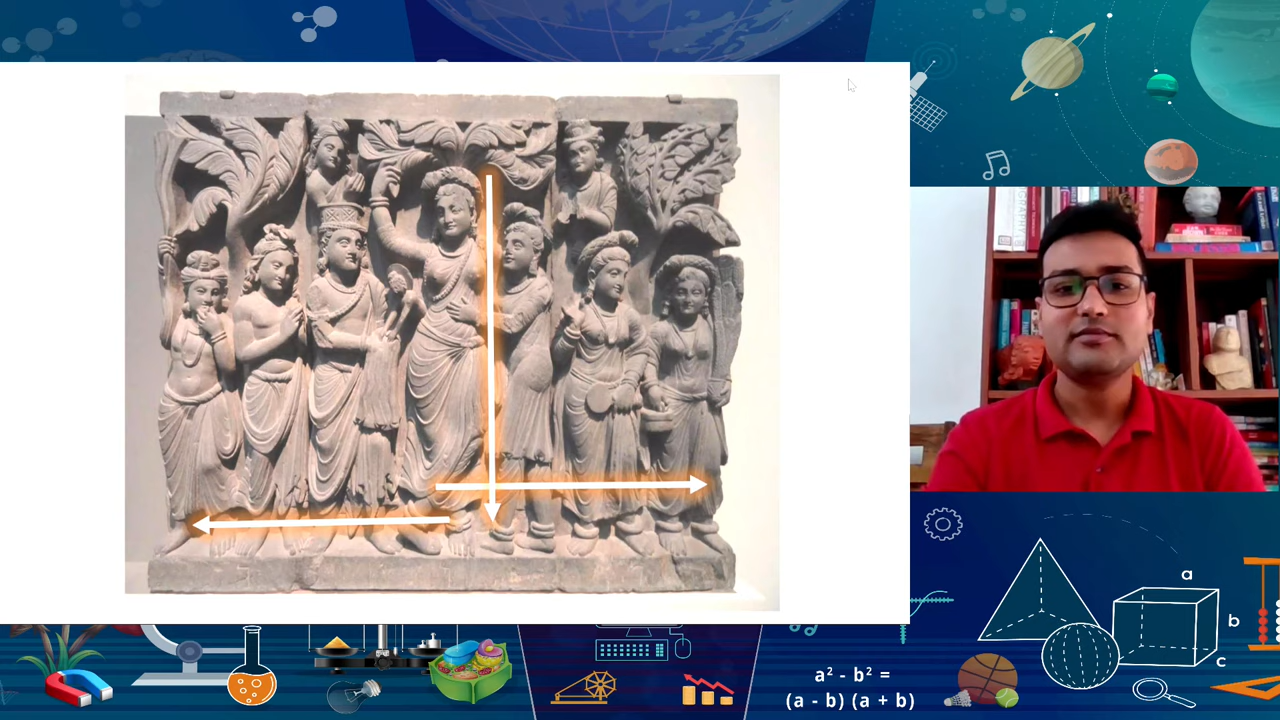 a
b
c
a² - b² =
(a - b) (a + b)